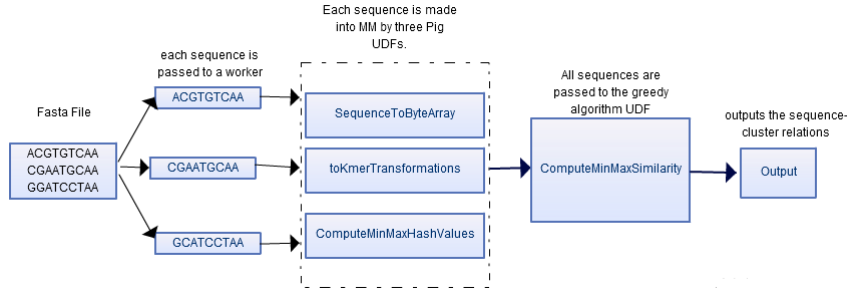 Each sequence is made
into MM by three Pig
UDFs.
each sequence is
passed to a worker
All sequences are
passed to the greedy
algorithm UDF
outputs the sequence-
cluster relations
Fasta File
ACGTGTCAA
CGAATGCAA
GGATCCTAA
ACGTGTCAA
CGAATGCAA
GCATCCTAA
SequenceToByteArray
toKmerTransformations
ComputeMinMaxHashValues
ComputeMinMaxSimilarity
Output